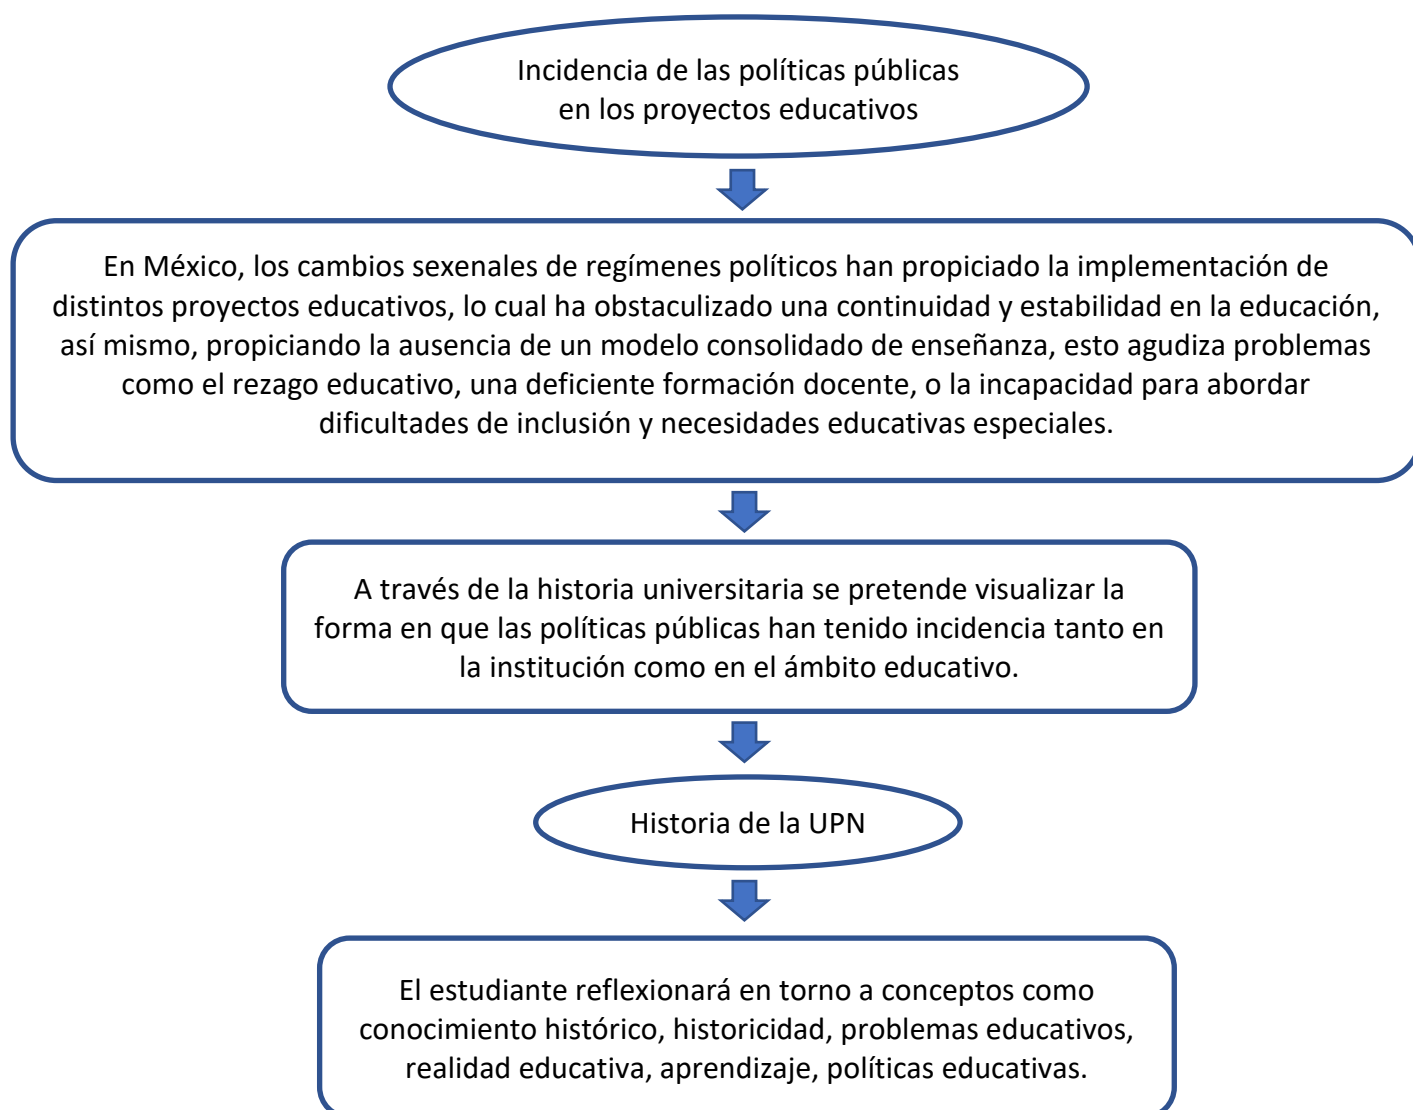 Incidencia de las políticas públicas
en los proyectos educativos
En México, los cambios sexenales de regímenes políticos han propiciado la implementación de
distintos proyectos educativos, lo cual ha obstaculizado una continuidad y estabilidad en la educación,
así mismo, propiciando la ausencia de un modelo consolidado de enseñanza, esto agudiza problemas
como el rezago educativo, una deficiente formación docente, o la incapacidad para abordar
dificultades de inclusión y necesidades educativas especiales.
A través de la historia universitaria se pretende visualizar la
forma en que las políticas públicas han tenido incidencia tanto en
la institución como en el ámbito educativo.
Historia de la UPN
El estudiante reflexionará en torno a conceptos como
conocimiento histórico, historicidad, problemas educativos,
realidad educativa, aprendizaje, políticas educativas.